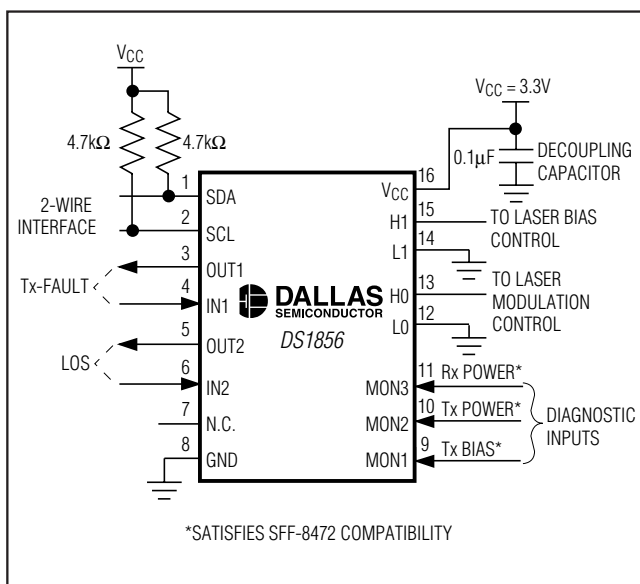 VCC
VCC = 3.3V
4.7kΩ
4.7kΩ
0.1µF
DECOUPLING
CAPACITOR
2-WIRE
INTERFACE
1
SDA
2
SCL
3
OUT1
Tx-FAULT
4
IN1
5
OUT2
LOS
6
IN2
7
N.C.
8
GND
DALLAS
SEMICONDUCTOR
DS1856
16
VCC
15
H1
TO LASER BIAS
CONTROL
14
L1
13
H0
TO LASER
MODULATION
CONTROL
12
L0
11
MON3
Rx POWER*
10
MON2
Tx POWER*
9
MON1
Tx BIAS*
DIAGNOSTIC
INPUTS
*SATISFIES SFF-8472 COMPATIBILITY